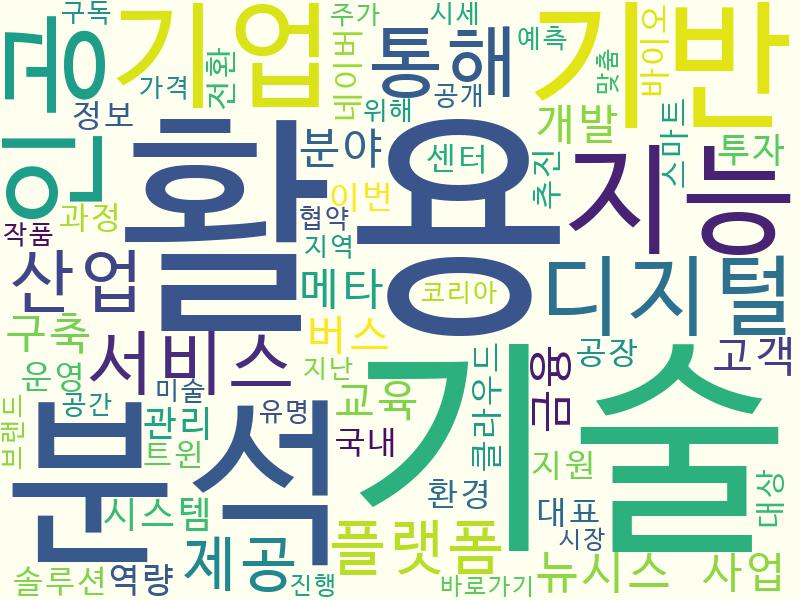 구독
기업
주가
시세
기반
공
전환
네이버
통해
예측
맞춤
바이오
가격
위해
공개
정보
인
활용
분야
센터
개발
스마트
투자
추진
지능
과정
이번
작품
협약
지역
산업
메타
코리아
디지털
구축
서비스
버스
클라우드
금융
공장
고객
운영
지난
브랜드
공간
미술
유명
교육
관리
국내
기술
분석
트윈
지원
환경
대상
시스템
대표
플랫폼
시장
제공
뉴시스
사업
솔루션
역량
진행
바로가기